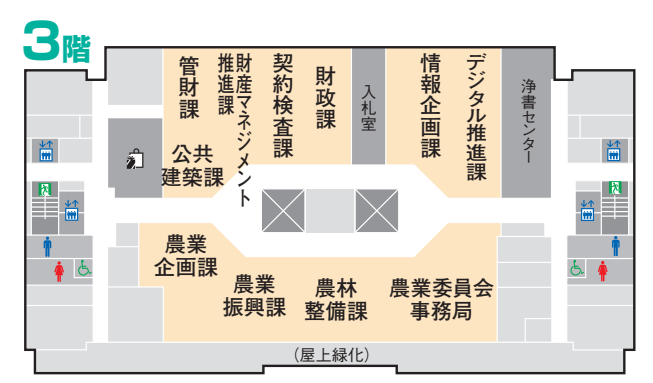 3階
管財課
財産マネジメント
推進課
契約検査課
財政課
入札室
情報企画課
デジタル推進課
浄書センター
公共
建築課
農業
企画課
農業
振興課
農林
整備課
農業委員会
事務局
(屋上緑化)